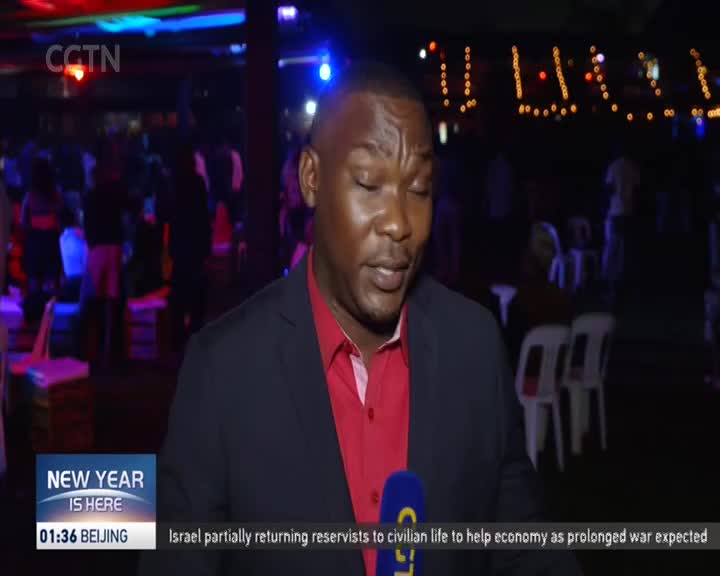 CGTN
NEW YEAR
IS HERE
01:36 BEIJING
Israel partially returning reservists to civilian life to help economy as prolonged war expected